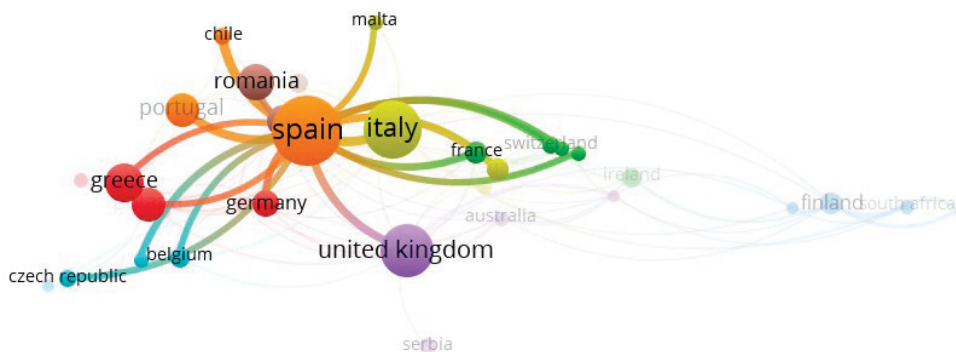 malta
chile
romania
portugal
spain
italy
france
switzerland
greece
ireland
germany
finland
south africa
australia
united kingdom
belgium
czech republic
serbia